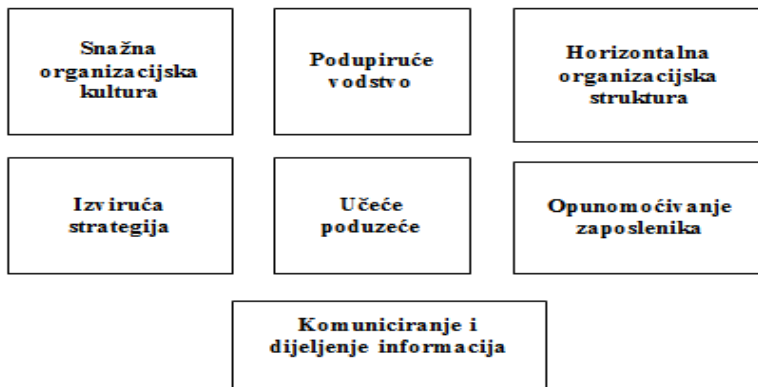 Snažna
organizacijska
kultura
Podupiruće
vodstvo
Horizontalna
organizacijska
struktura
Izviruća
strategija
Učeće
poduzeće
Opunomoćivanje
zaposlenika
Komuniciranje i
dijeljenje informacija